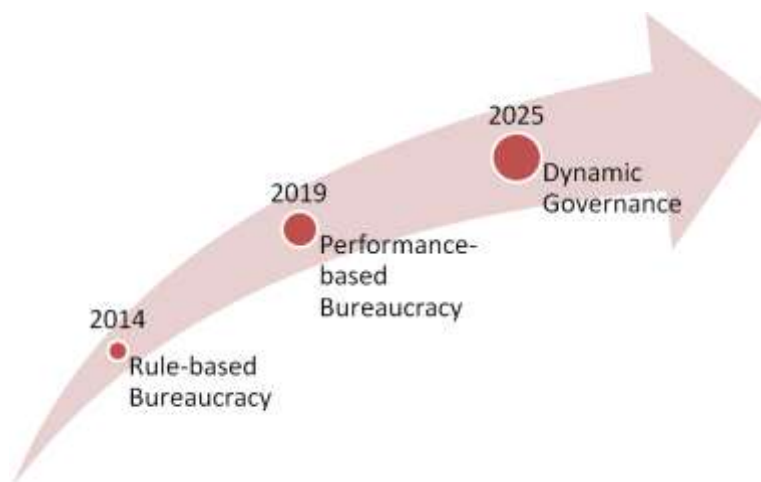 2025
Dynamic
Governance
2019
Performance-
based
Bureaucracy
2014
Rule-based
Bureaucracy